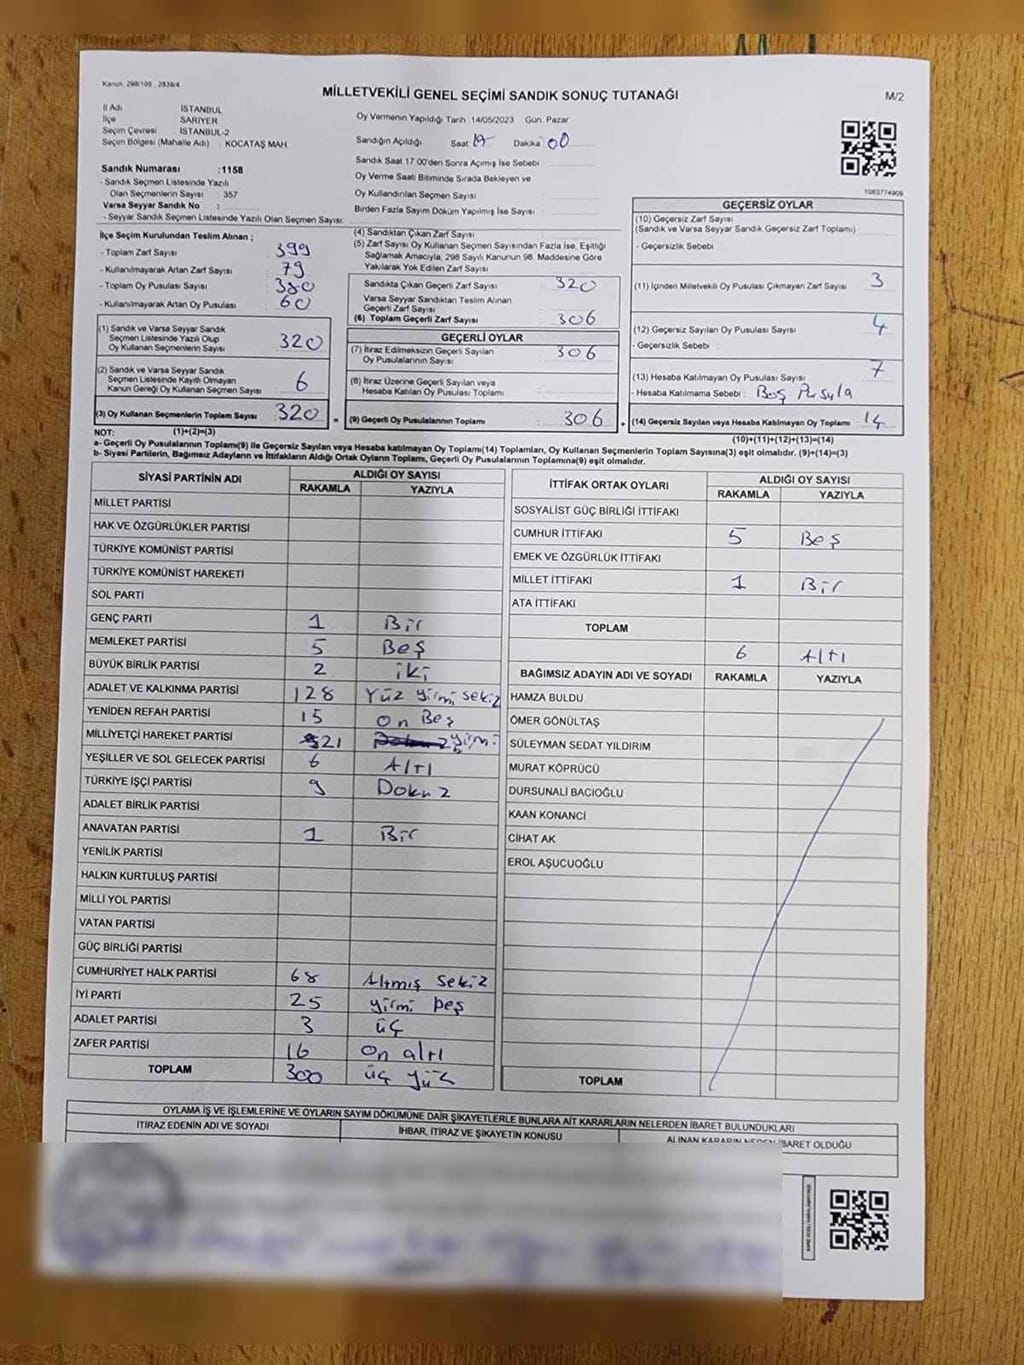 Kanun: 298/105 , 2839/4
MİLLETVEKİLİ GENEL SEÇİMİ SANDIK SONUÇ TUTANAĞI
M/2
İl Adı : İSTANBUL
İlçe : SARIYER
Seçim Çevresi : İSTANBUL-2
Seçim Bölgesi (Mahalle Adı) : KOCATAŞ MAH.
Oy Vermenin Yapıldığı Tarih: 14/05/2023 Gün: Pazar
Sandığın Açıldığı Saat 19 Dakika 00
Sandık Saat 17:00'den Sonra Açılmış İse Sebebi
Oy Verme Saati Bitiminde Sırada Bekleyen ve
Oy Kullandırılan Seçmen Sayısı
Birden Fazla Sayım Döküm Yapılmış İse Sayısı :
1083774909
Sandık Numarası :1158
- Sandık Seçmen Listesinde Yazılı
Olan Seçmenlerin Sayısı : 357
Varsa Seyyar Sandık No :
- Seyyar Sandık Seçmen Listesinde Yazılı Olan Seçmen Sayısı:
İlçe Seçim Kurulundan Teslim Alınan ;
- Toplam Zarf Sayısı : 399
- Kullanılmayarak Artan Zarf Sayısı : 79
- Toplam Oy Pusulası : 380
- Kullanılmayarak Artan Oy Pusulası : 60
(1) Sandık ve Varsa Seyyar Sandık
Seçmen Listesinde Yazılı Olup
Oy Kullanan Seçmenlerin Sayısı : 320
(2) Sandık ve Varsa Seyyar Sandık
Seçmen Listesinde Kayıtlı Olmayan
Kanun Gereği Oy Kullanan Seçmen Sayısı : 6
(3) Oy Kullanan Seçmenlerin Toplam Sayısı : 320
(4) Sandıktan Çıkan Zarf Sayısı :
(5) Zarf Sayısı Oy Kullanan Seçmen Sayısından Fazla İse, Eşitliği
Sağlamak Amacıyla, 298 Sayılı Kanunun 98. Maddesine Göre
Yakılarak Yok Edilen Zarf Sayısı :
Sandıkta Çıkan Geçerli Zarf Sayısı : 320
Varsa Seyyar Sandıktan Teslim Alınan
Geçerli Zarf Sayısı :
(6) Toplam Geçerli Zarf Sayısı : 306
GEÇERLİ OYLAR
(7) İtiraz Edilmeksizin Geçerli Sayılan
Oy Pusulalarının Sayısı : 306
(8) İtiraz Üzerine Geçerli Sayılan veya
Hesaba Katılan Oy Pusulaları Toplamı :
= (9) Geçerli Oy Pusulalarının Toplamı : 306
GEÇERSİZ OYLAR
(10) Geçersiz Zarf Sayısı :
(Sandık ve Varsa Seyyar Sandık Geçersiz Zarf Toplamı)
- Geçersizlik Sebebi :
(11) İçinden Milletvekili Oy Pusulası Çıkmayan Zarf Sayısı : 3
(12) Geçersiz Sayılan Oy Pusulası Sayısı : 4
- Geçersizlik Sebebi :
(13) Hesaba Katılmayan Oy Pusulası Sayısı : 7
- Hesaba Katılmama Sebebi : Boş Pusula
+ (14) Geçersiz Sayılan veya Hesaba Katılmayan Oy Toplamı : 14
NOT: (1)+(2)=(3)
(10)+(11)+(12)+(13)=(14)
a- Geçerli Oy Pusulalarının Toplamı(9) ile Geçersiz Sayılan veya Hesaba katılmayan Oy Toplamı(14) Toplamları, Oy Kullanan Seçmenlerin Toplam Sayısına(3) eşit olmalıdır. (9)+(14)=(3)
b- Siyasi Partilerin, Bağımsız Adayların ve İttifakların Aldığı Ortak Oyların Toplamı, Geçerli Oy Pusulalarının Toplamına(9) eşit olmalıdır.
SİYASİ PARTİNİN ADI ALDIĞI OY SAYISI
RAKAMLA YAZIYLA
MİLLET PARTİSİ
HAK VE ÖZGÜRLÜKLER PARTİSİ
TÜRKİYE KOMÜNİST PARTİSİ
TÜRKİYE KOMÜNİST HAREKETİ
SOL PARTİ
GENÇ PARTİ 1 Bir
MEMLEKET PARTİSİ 5 Beş
BÜYÜK BİRLİK PARTİSİ 2 iki
ADALET VE KALKINMA PARTİSİ 128 Yüz yirmi sekiz
YENİDEN REFAH PARTİSİ 15 On Beş
MİLLİYETÇİ HAREKET PARTİSİ 21 yirmi
YEŞİLLER VE SOL GELECEK PARTİSİ 6 Altı
TÜRKİYE İŞÇİ PARTİSİ 9 Dokuz
ADALET BİRLİK PARTİSİ
ANAVATAN PARTİSİ 1 Bir
YENİLİK PARTİSİ
HALKIN KURTULUŞ PARTİSİ
MİLLİ YOL PARTİSİ
VATAN PARTİSİ
GÜÇ BİRLİĞİ PARTİSİ
CUMHURİYET HALK PARTİSİ 68 Altmış sekiz
İYİ PARTİ 25 yirmi beş
ADALET PARTİSİ 3 üç
ZAFER PARTİSİ 16 On altı
TOPLAM 300 üç yüz
İTTİFAK ORTAK OYLARI ALDIĞI OY SAYISI
RAKAMLA YAZIYLA
SOSYALİST GÜÇ BİRLİĞİ İTTİFAKI
CUMHUR İTTİFAKI 5 Beş
EMEK VE ÖZGÜRLÜK İTTİFAKI
MİLLET İTTİFAKI 1 Bir
ATA İTTİFAKI
TOPLAM 6 Altı
BAĞIMSIZ ADAYIN ADI VE SOYADI RAKAMLA YAZIYLA
HAMZA BULDU
ÖMER GÖNÜLTAŞ
SÜLEYMAN SEDAT YILDIRIM
MURAT KÖPRÜCÜ
DURSUNALİ BACIOĞLU
KAAN KONANCİ
CİHAT AK
EROL AŞUCUOĞLU
TOPLAM
OYLAMA İŞ VE İŞLEMLERİNE VE OYLARIN SAYIM DÖKÜMÜNE DAİR ŞİKAYETLERLE BUNLARA AİT KARARLARIN NELERDEN İBARET BULUNDUKLARI
İTİRAZ EDENİN ADI VE SOYADI İHBAR, İTİRAZ VE ŞİKAYETİN KONUSU ALINAN KARARIN NEDEN İBARET OLDUĞU